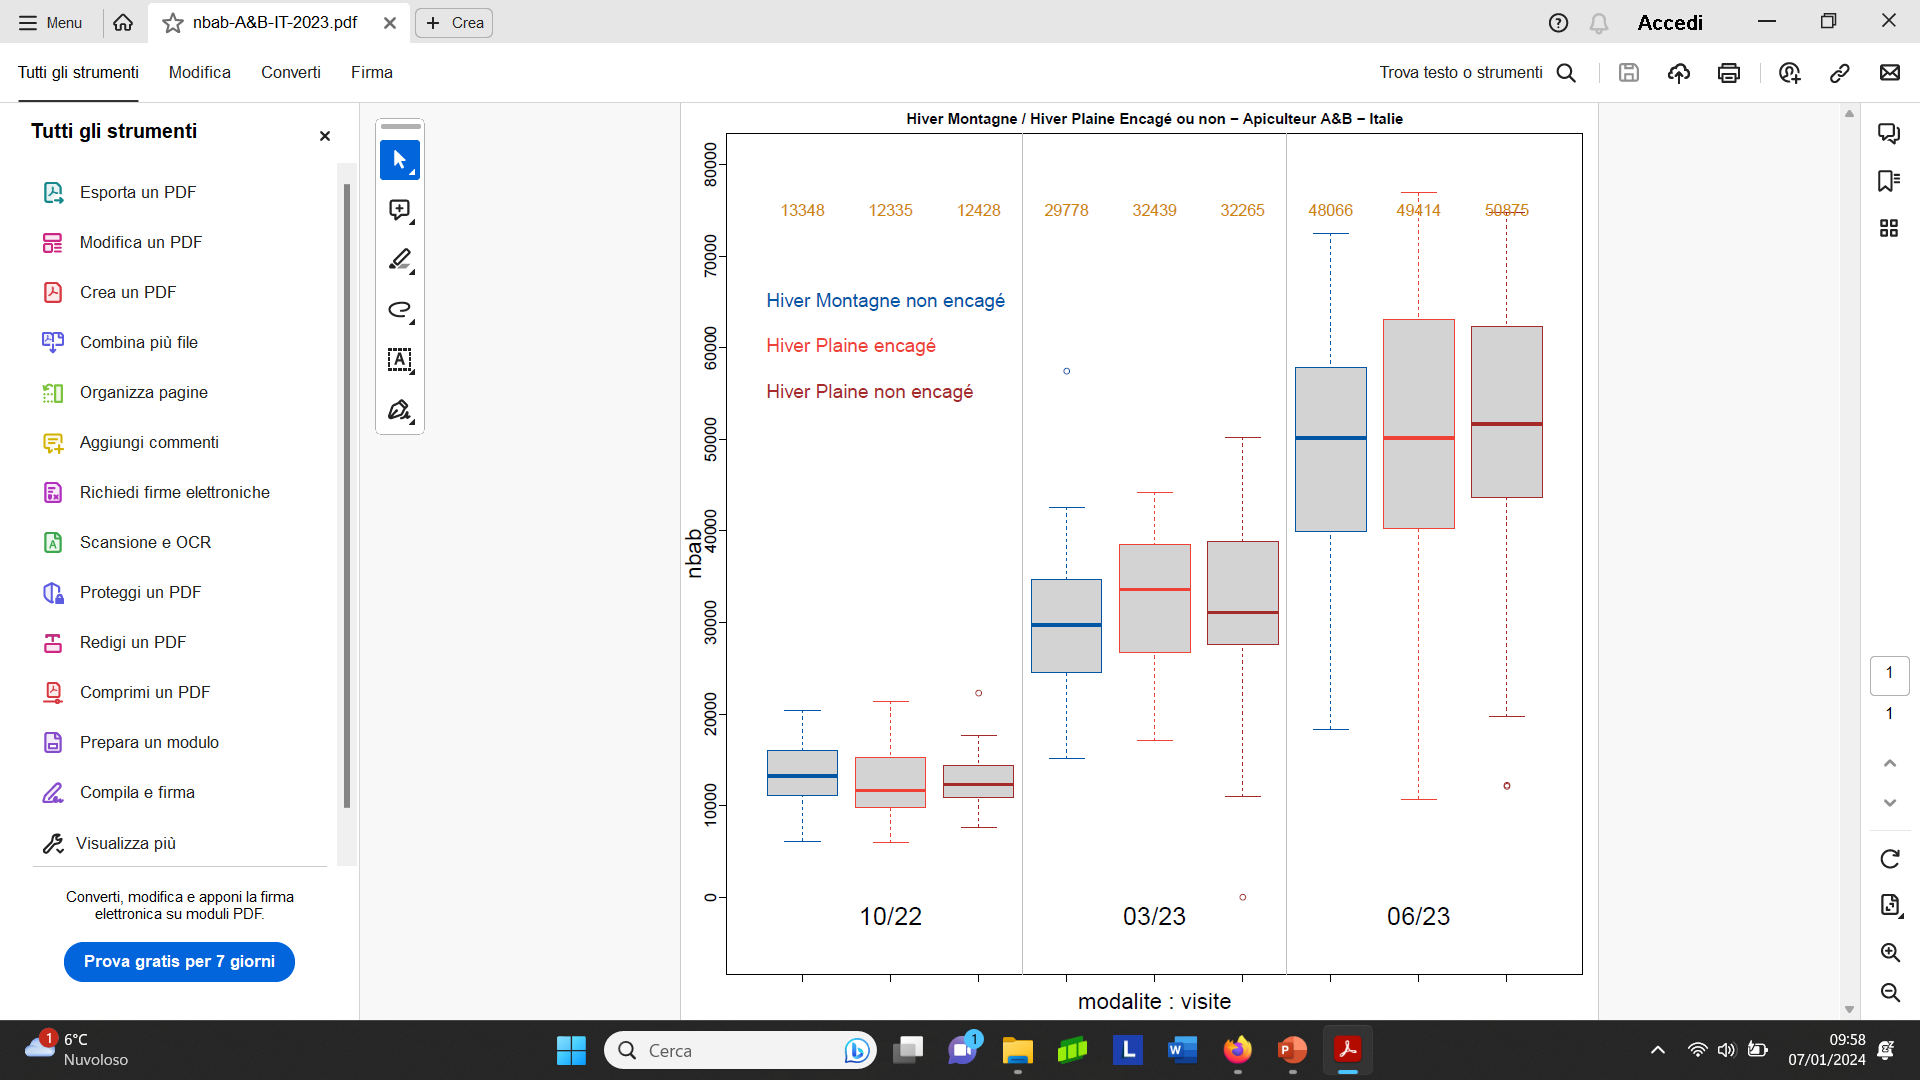 Menu
nbab-A&B-IT-2023.pdf
Crea
Accedi
Tutti gli strumenti
Modifica
Converti
Firma
Trova testo o strumenti
Tutti gli strumenti
Esporta un PDF
Modifica un PDF
Crea un PDF
Combina più file
Organizza pagine
Aggiungi commenti
Richiedi firme elettroniche
Scansione e OCR
Proteggi un PDF
Redigi un PDF
Comprimi un PDF
Prepara un modulo
Compila e firma
Visualizza più
Converti, modifica e apponi la firma
elettronica su moduli PDF.
Prova gratis per 7 giorni
Hiver Montagne / Hiver Plaine Encagé ou non – Apiculteur A&B – Italie
80000
70000
60000
50000
40000
30000
20000
10000
0
nbab
13348 12335 12428 29778 32439 32265 48066 49414 50875
Hiver Montagne non encagé
Hiver Plaine encagé
Hiver Plaine non encagé
10/22 03/23 06/23
modalite : visite
1
1
1
6°C
Nuvoloso
Cerca
1
L
W
P
09:58
07/01/2024